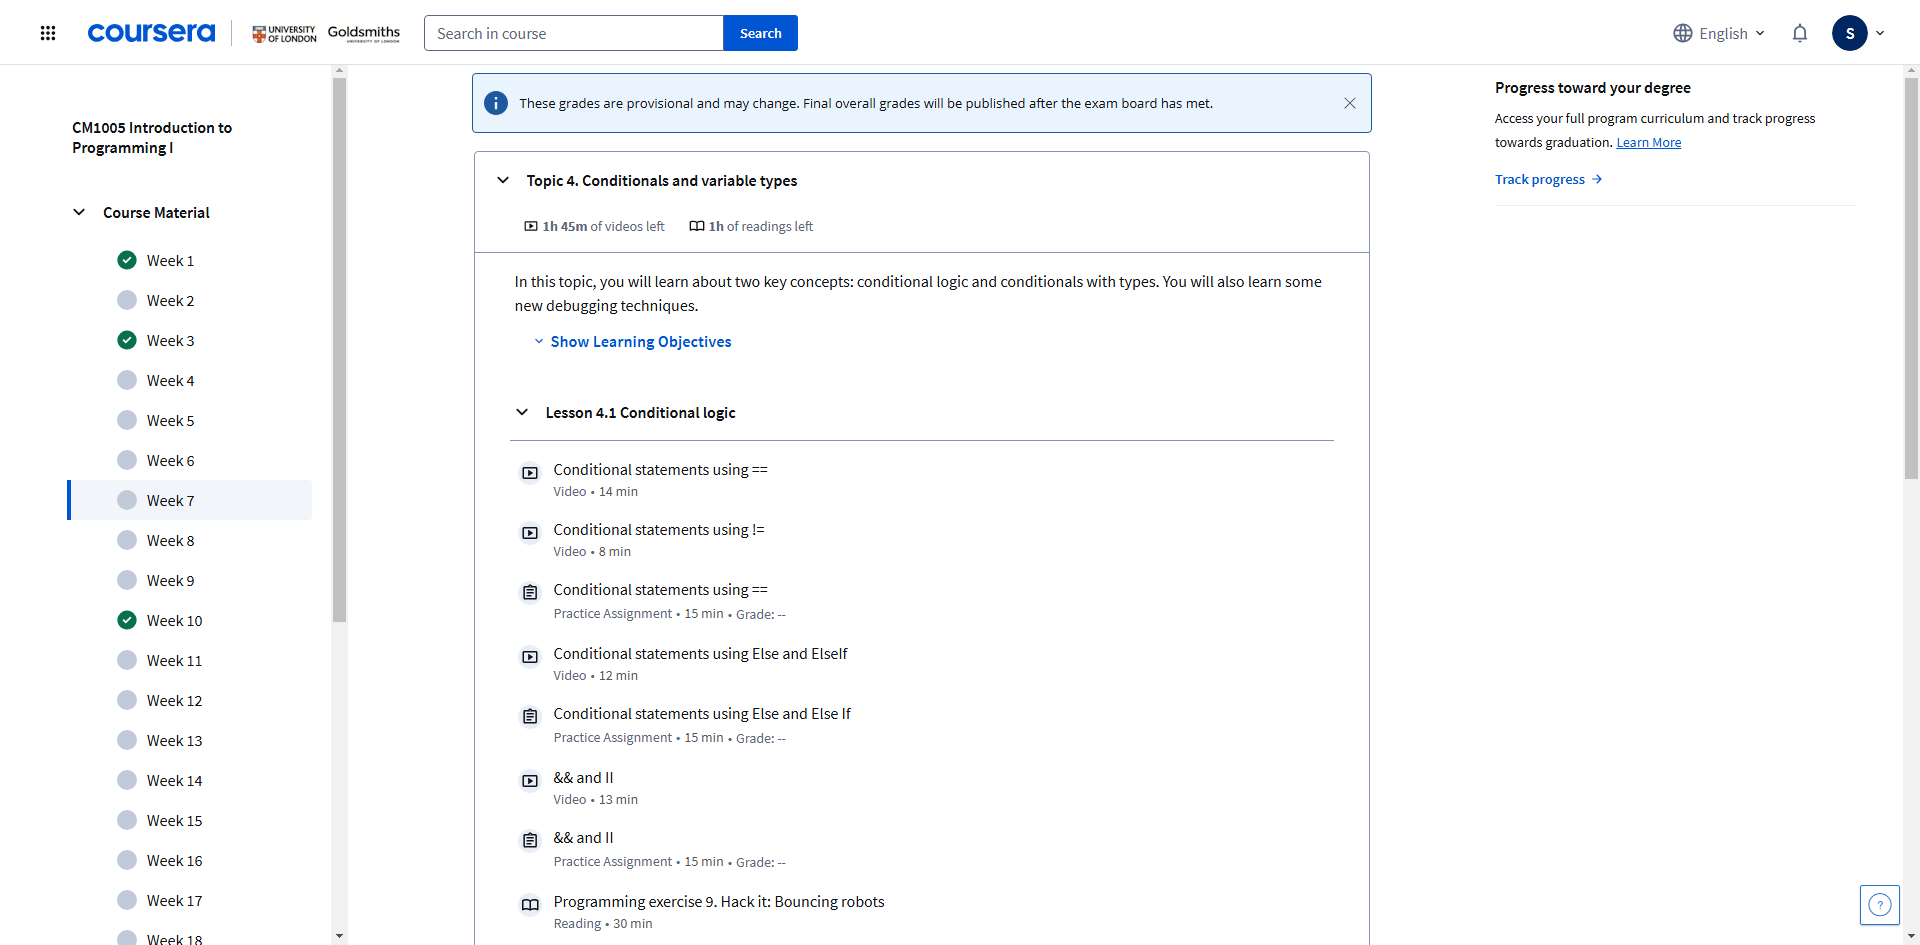 coursera
UNIVERSITY
OF LONDON
Goldsmiths
UNIVERSITY OF LONDON
Search in course
Search
English
S
CM1005 Introduction to
Programming I
Course Material
Week 1
Week 2
Week 3
Week 4
Week 5
Week 6
Week 7
Week 8
Week 9
Week 10
Week 11
Week 12
Week 13
Week 14
Week 15
Week 16
Week 17
Week 18
These grades are provisional and may change. Final overall grades will be published after the exam board has met.
Topic 4. Conditionals and variable types
1h 45m of videos left
1h of readings left
In this topic, you will learn about two key concepts: conditional logic and conditionals with types. You will also learn some
new debugging techniques.
Show Learning Objectives
Lesson 4.1 Conditional logic
Conditional statements using ==
Video • 14 min
Conditional statements using !=
Video • 8 min
Conditional statements using ==
Practice Assignment • 15 min • Grade: --
Conditional statements using Else and ElseIf
Video • 12 min
Conditional statements using Else and Else If
Practice Assignment • 15 min • Grade: --
&& and II
Video • 13 min
&& and II
Practice Assignment • 15 min • Grade: --
Programming exercise 9. Hack it: Bouncing robots
Reading • 30 min
Progress toward your degree
Access your full program curriculum and track progress
towards graduation. Learn More
Track progress →
?